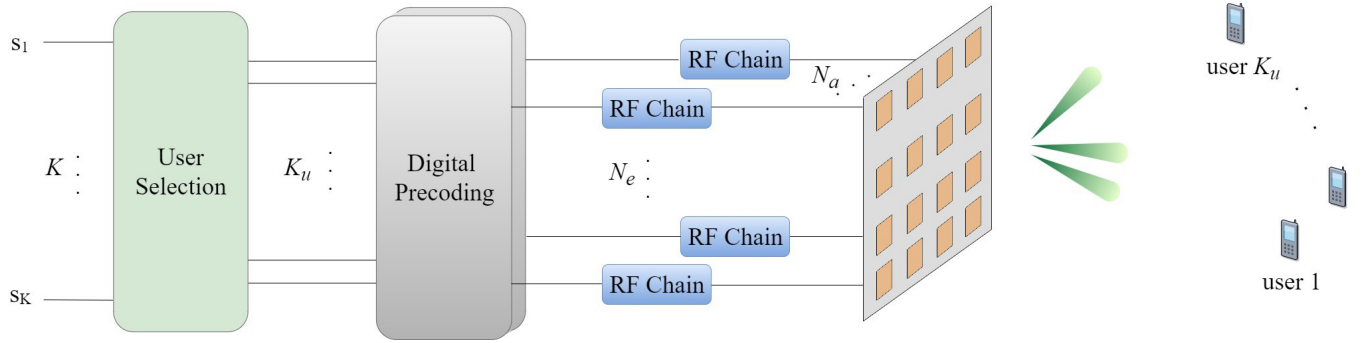 s1
K
sK
User
Selection
Ku
Digital
Precoding
RF Chain
RF Chain
Na
Ne
RF Chain
RF Chain
user Ku
user 1